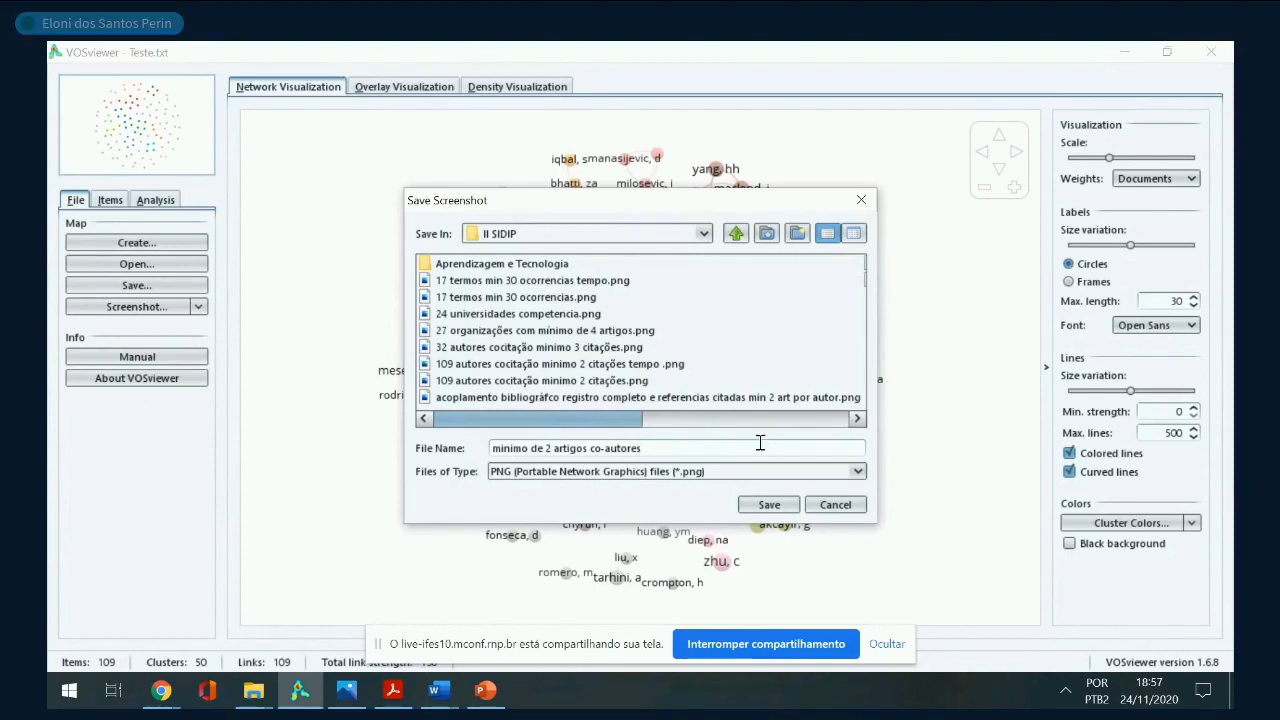 Eloni dos Santos Perin
VOSviewer - Teste.txt
Network Visualization
Overlay Visualization
Density Visualization
File
Items
Analysis
Map
Create...
Open...
Save...
Screenshot...
Info
Manual
About VOSviewer
iqbal, s
manasijevic, d
yang, hh
bhatti, za
milosevic, i
Save Screenshot
Save In:
II SIDIP
Aprendizagem e Tecnologia
17 termos min 30 ocorrencias tempo.png
17 termos min 30 ocorrencias.png
24 universidades competencia.png
27 organizações com mínimo de 4 artigos.png
32 autores cocitação minimo 3 citações.png
109 autores cocitação minimo 2 citações tempo .png
109 autores cocitação minimo 2 citações.png
acoplamento bibliográfco registro completo e referencias citadas min 2 art por autor.png
File Name:
minimo de 2 artigos co-autores
Files of Type:
PNG (Portable Network Graphics) files (*.png)
Save
Cancel
mese
rodri
a
fonseca, d
huang, ym
diep, na
akcayir, g
liu, x
zhu, c
romero, m
tarhini, a
crompton, h
Visualization
Scale:
Weights:
Documents
Labels
Size variation:
Circles
Frames
Max. length:
30
Font:
Open Sans
Lines
Size variation:
Min. strength:
0
Max. lines:
500
Colored lines
Curved lines
Colors
Cluster Colors...
Black background
O live-ifes10.mconf.rnp.br está compartilhando sua tela.
Interromper compartilhamento
Ocultar
Items: 109
Clusters: 50
Links: 109
Total link strength:
VOSviewer version 1.6.8
POR
PTB2
18:57
24/11/2020